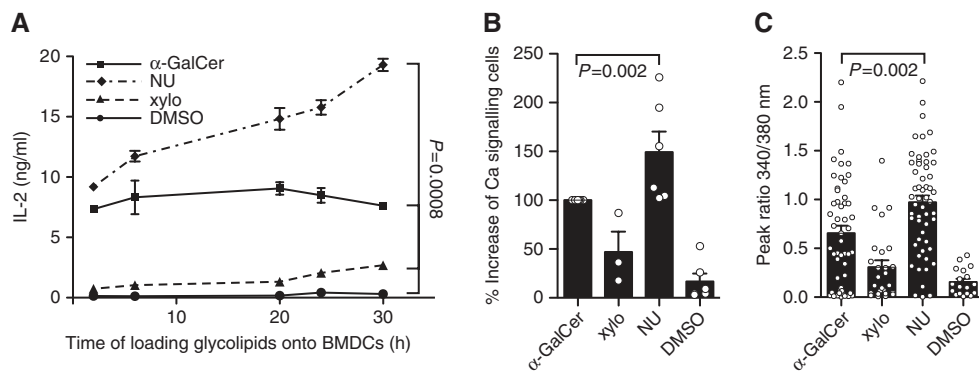 A
20
15
10
5
0
IL-2 (ng/ml)
α-GalCer
NU
xylo
DMSO
P=0.0008
10
20
30
Time of loading glycolipids onto BMDCs (h)
B
P=0.002
250
200
150
100
50
0
% Increase of Ca signalling cells
α-GalCer
xylo
NU
DMSO
C
2.5
P=0.002
2.0
1.5
1.0
0.5
0.0
Peak ratio 340/380 nm
α-GalCer
xylo
NU
DMSO